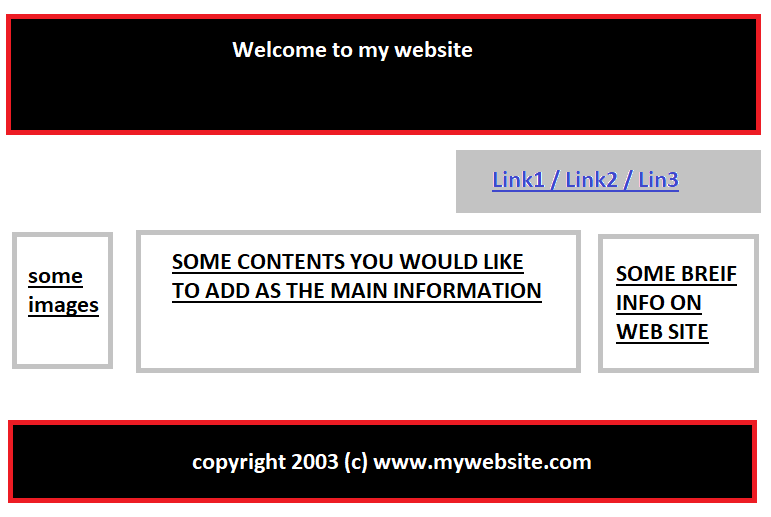 Welcome to my website
Link1 / Link2 / Lin3
some
images
SOME CONTENTS YOU WOULD LIKE
TO ADD AS THE MAIN INFORMATION
SOME BREIF
INFO ON
WEB SITE
copyright 2003 (c) www.mywebsite.com